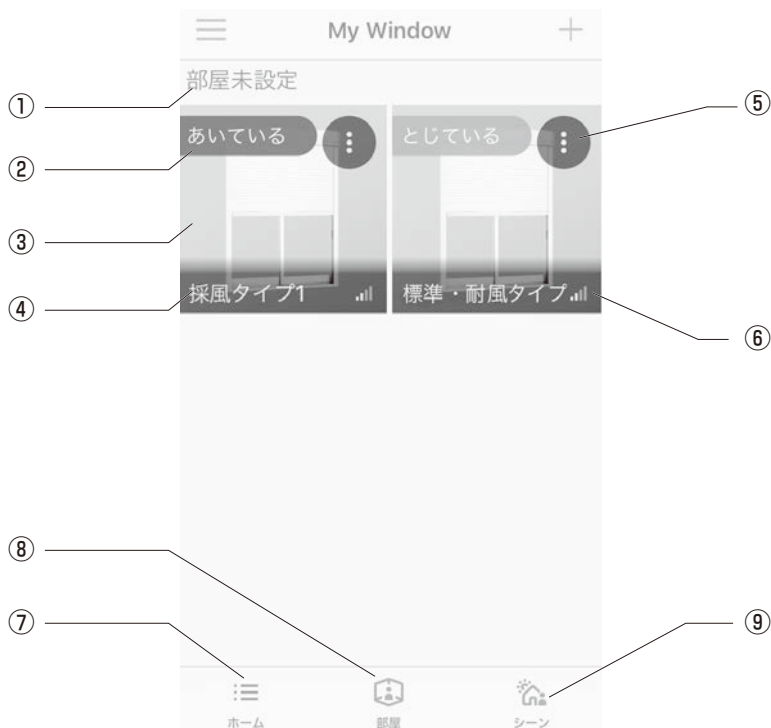 My Window
部屋未設定
①
あいている
とじている
⑤
②
③
採風タイプ1
標準・耐風タイプ
④
⑥
⑧
⑦
⑨
ホーム
部屋
シーン